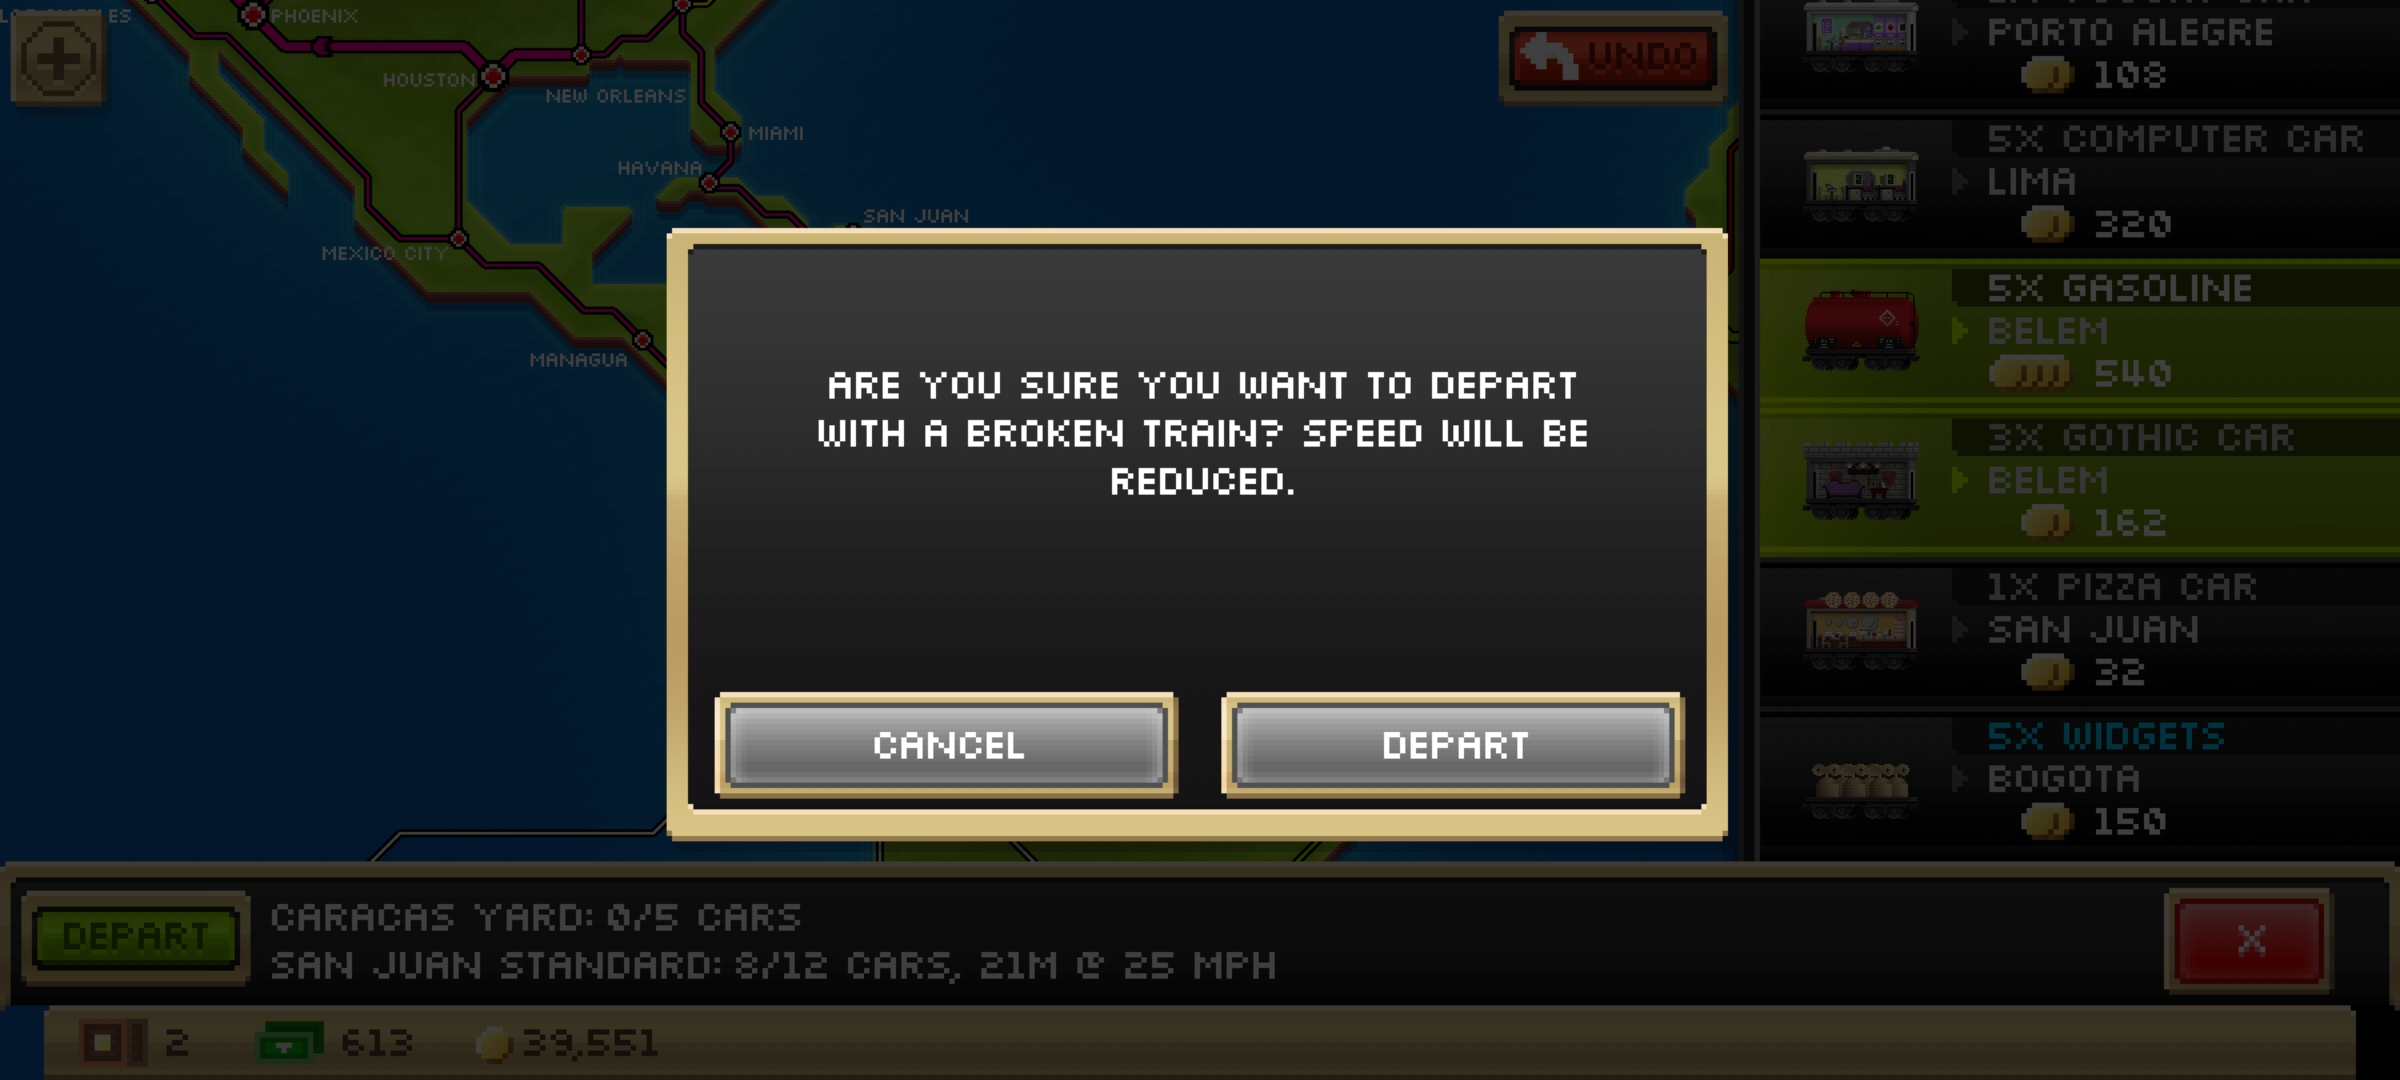 PHOENIX
HOUSTON
NEW ORLEANS
MIAMI
HAVANA
SAN JUAN
MEXICO CITY
MANAGUA
UNDO
PORTO ALEGRE
108
5X COMPUTER CAR
LIMA
320
5X GASOLINE
BELEM
540
3X GOTHIC CAR
BELEM
162
1X PIZZA CAR
SAN JUAN
32
5X WIDGETS
BOGOTA
150
ARE YOU SURE YOU WANT TO DEPART
WITH A BROKEN TRAIN? SPEED WILL BE
REDUCED.
CANCEL
DEPART
DEPART
CARACAS YARD: 0/5 CARS
SAN JUAN STANDARD: 8/12 CARS, 21M @ 25 MPH
X
2
613
39,551